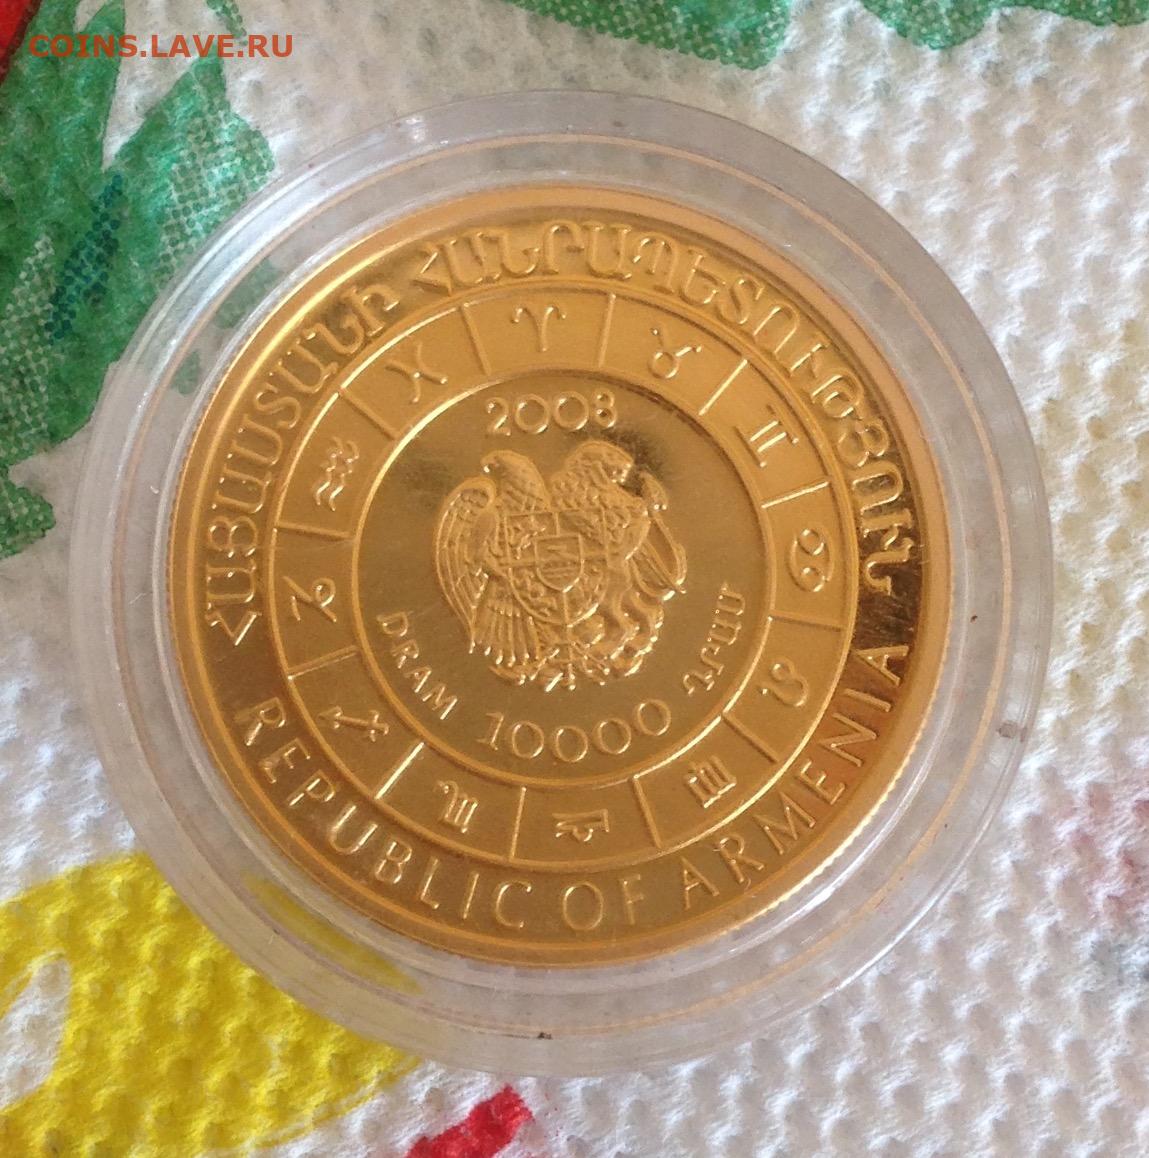 COINS.LAVE.RU
ՀԱՅԱՍՏԱՆԻ ՀԱՆՐԱՊԵՏՈՒԹՅՈՒՆ
2008
DRAM 10000 ԴՐԱՄ
REPUBLIC OF ARMENIA